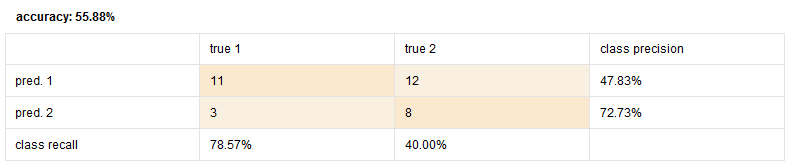 accuracy: 55.88%
true 1 true 2 class precision
pred. 1 11 12 47.83%
pred. 2 3 8 72.73%
class recall 78.57% 40.00%